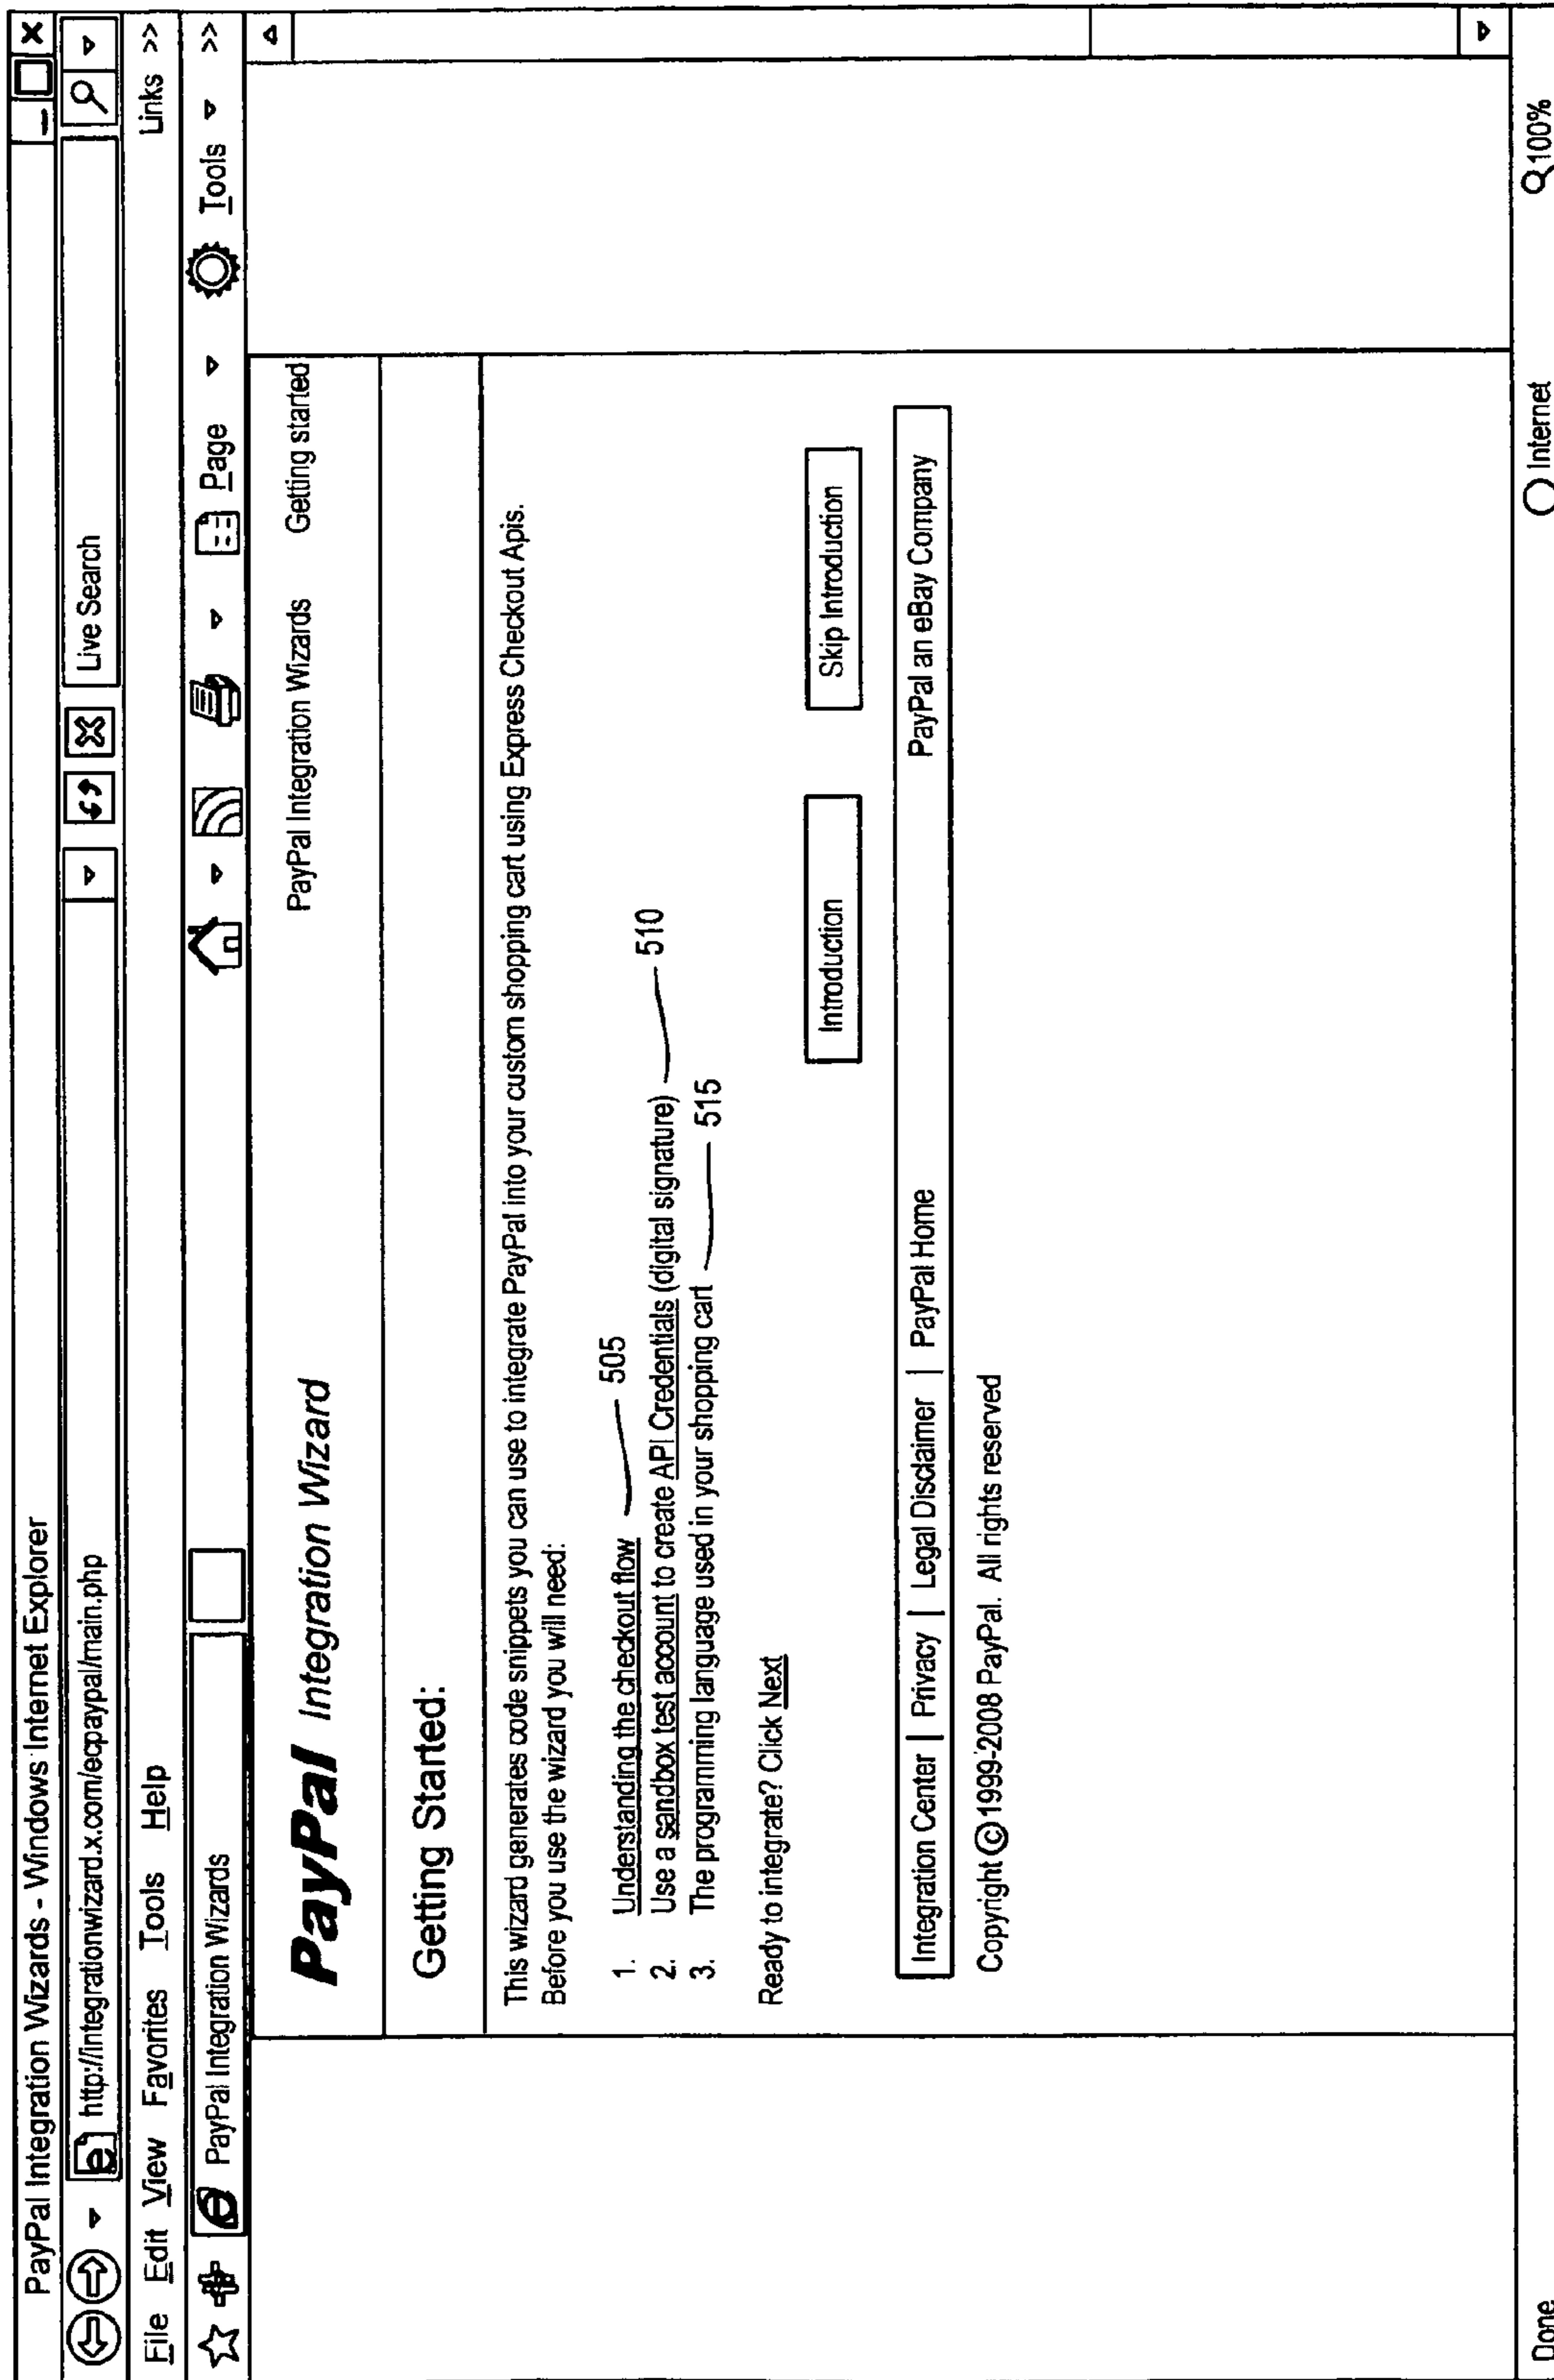 PayPal Integration Wizards - Windows Internet Explorer
http://integrationwizard.x.com/ecpaypal/main.php Live Search
File Edit View Favorites Tools Help Links >>
PayPal Integration Wizards Page Tools >>
PayPal Integration Wizard PayPal Integration Wizards Getting started
Getting Started:
This wizard generates code snippets you can use to integrate PayPal into your custom shopping cart using Express Checkout Apis.
Before you use the wizard you will need:
1. Understanding the checkout flow 505
2. Use a sandbox test account to create API Credentials (digital signature) 510
3. The programming language used in your shopping cart 515
Ready to integrate? Click Next
Introduction Skip Introduction
Integration Center | Privacy | Legal Disclaimer | PayPal Home PayPal an eBay Company
Copyright ©1999-2008 PayPal. All rights reserved
Done Internet 100%